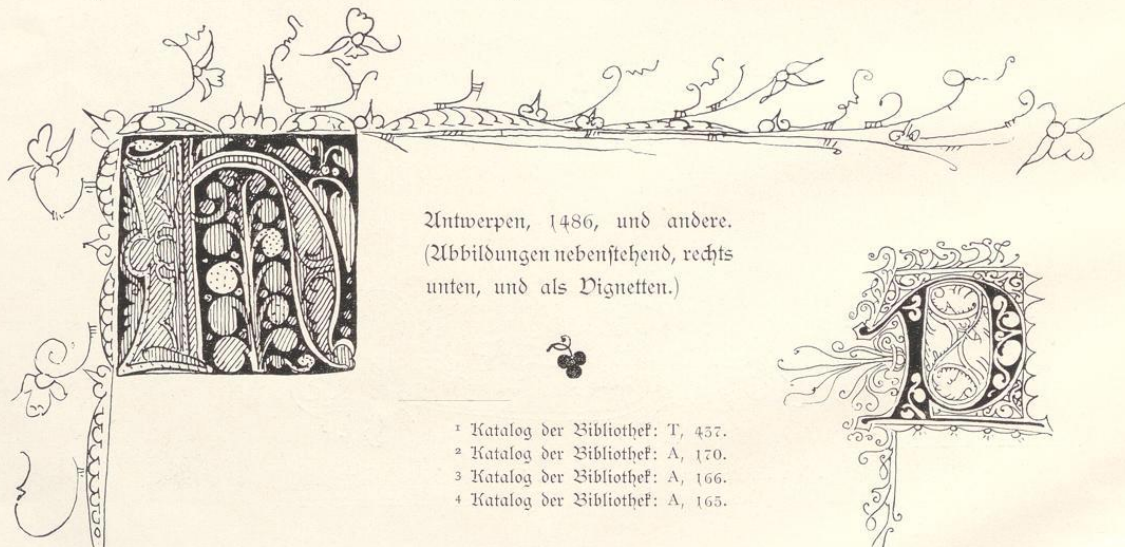 Antwerpen, 1486, und andere.
(Abbildungen nebenstehend, rechts
unten, und als Vignetten.)
¹ Katalog der Bibliothek: T, 437.
² Katalog der Bibliothek: A, 170.
³ Katalog der Bibliothek: A, 166.
⁴ Katalog der Bibliothek: A, 165.